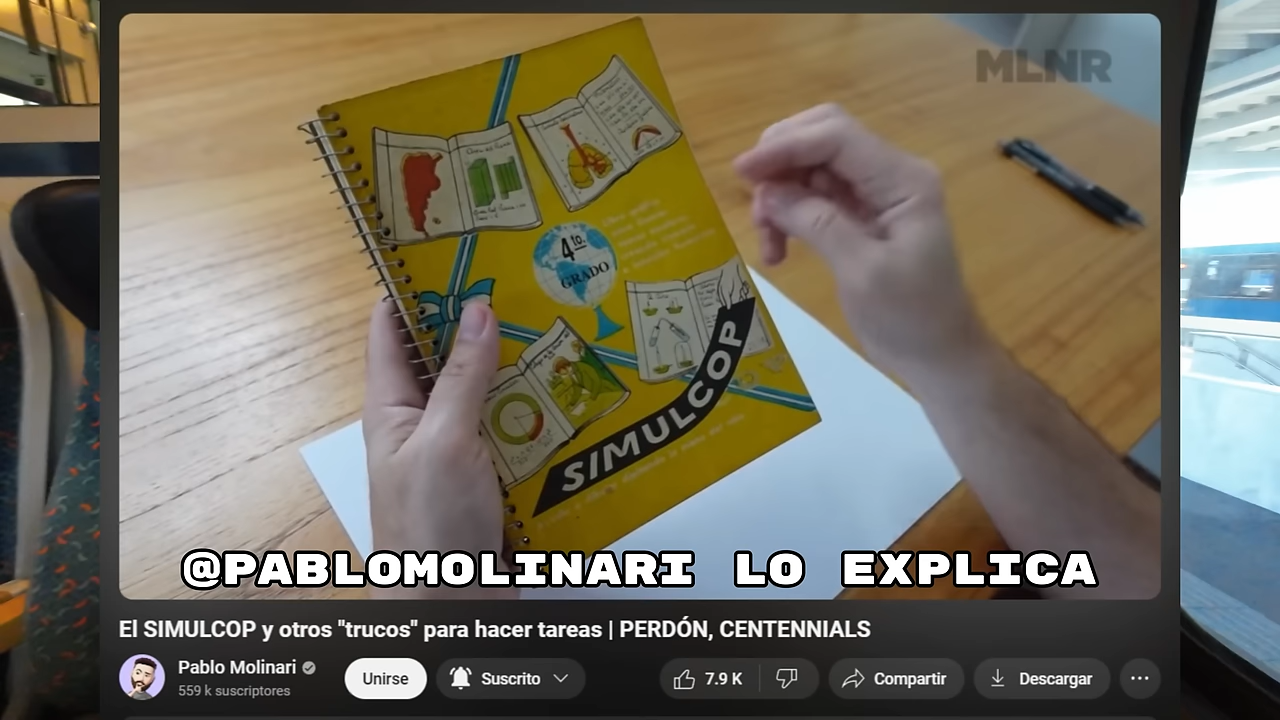 MLNR
4to.
GRADO
SIMULCOP
@PABLOMOLINARI LO EXPLICA
El SIMULCOP y otros "trucos" para hacer tareas | PERDÓN, CENTENNIALS
Pablo Molinari
559 k suscriptores
Unirse
Suscrito
7.9 K
Compartir
Descargar